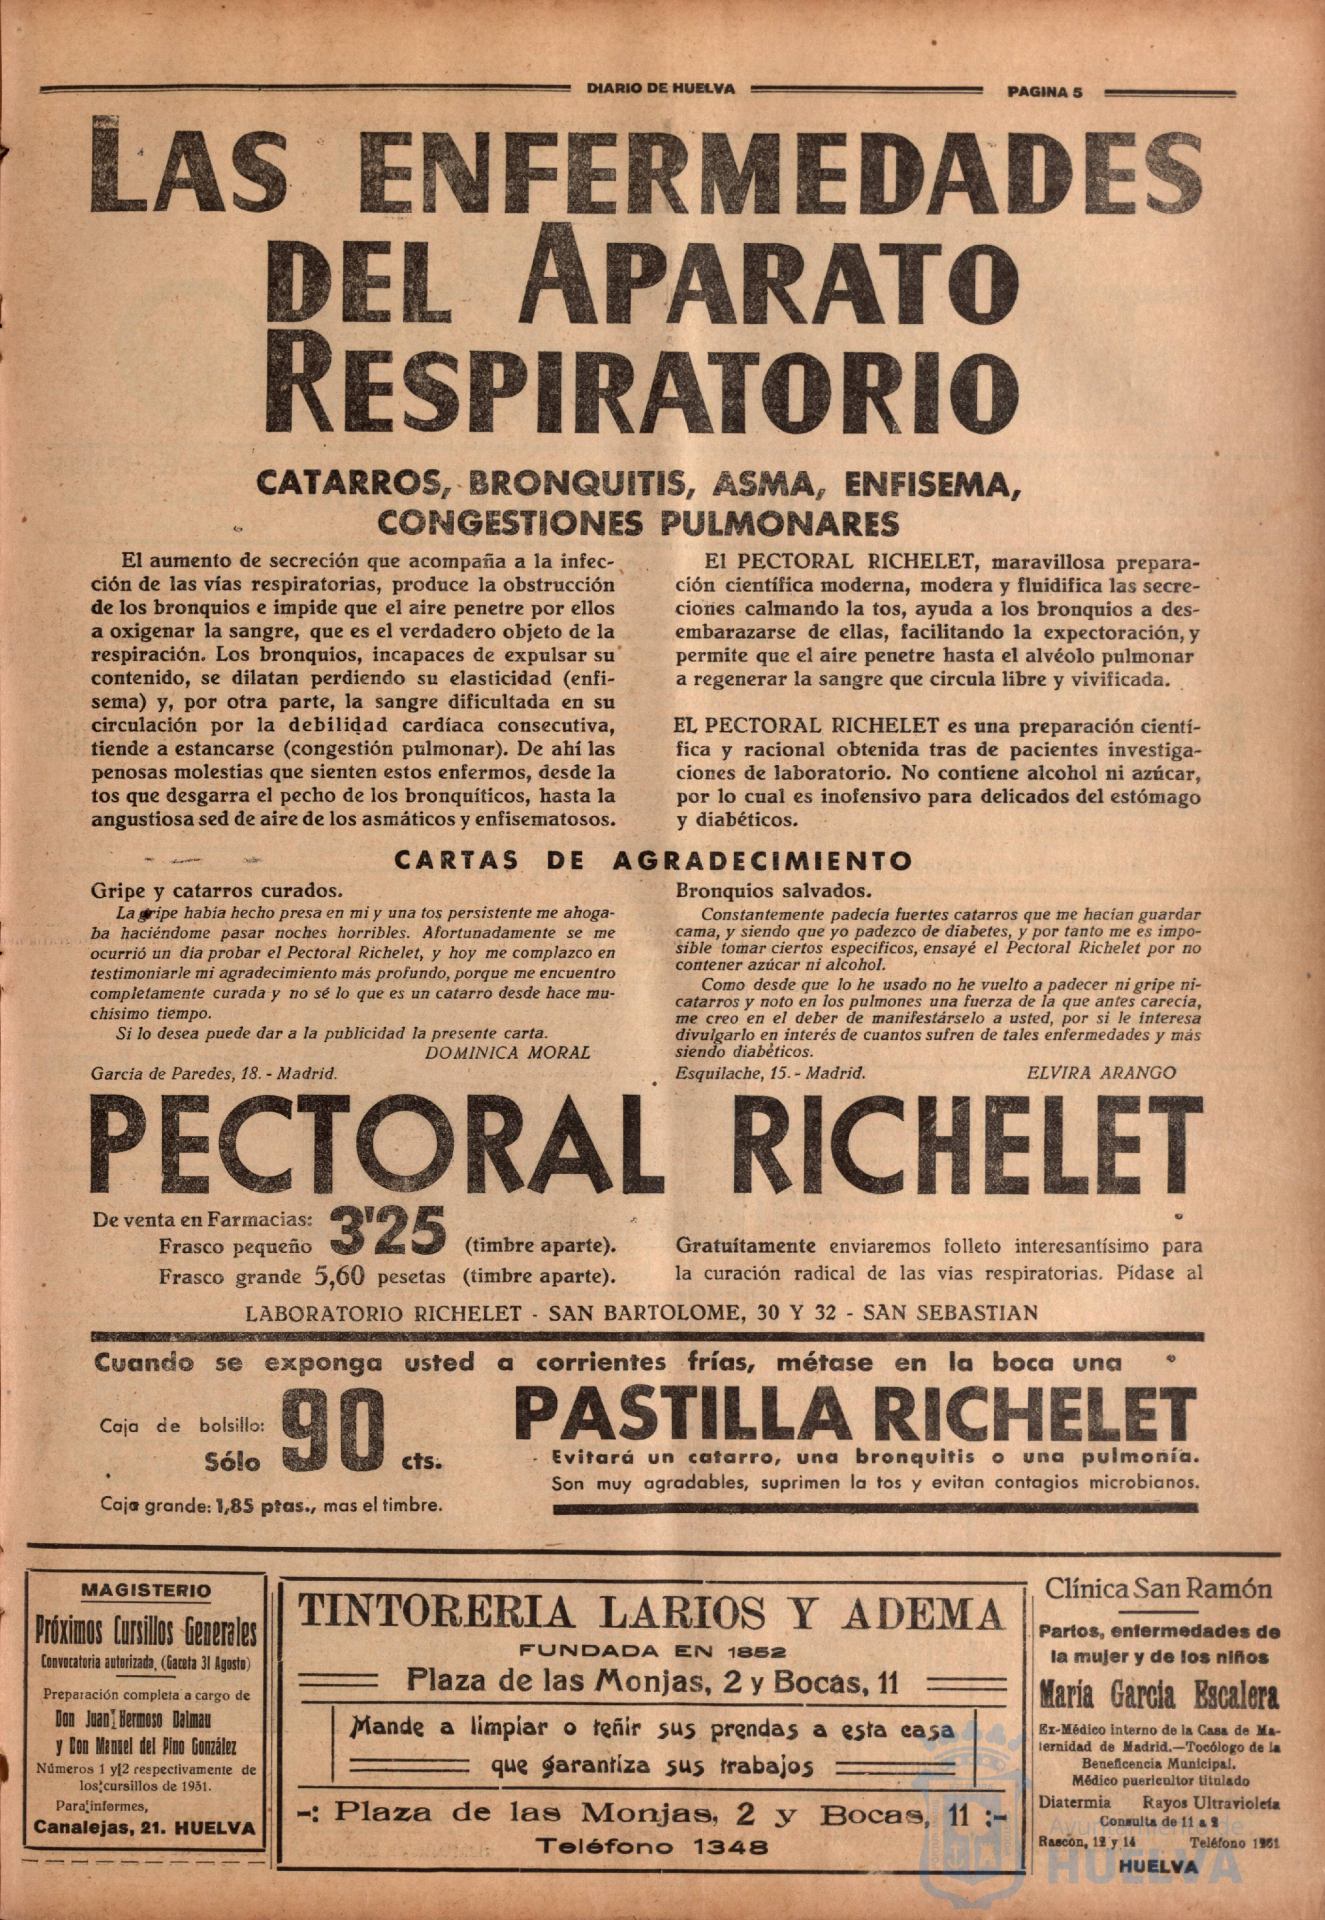 DIARIO DE HUELVA
PAGINA 5
LAS ENFERMEDADES
DEL APARATO
RESPIRATORIO
CATARROS, BRONQUITIS, ASMA, ENFISEMA,
CONGESTIONES PULMONARES
El aumento de secreción que acompaña a la infec-
ción de las vías respiratorias, produce la obstrucción
de los bronquios e impide que el aire penetre por ellos
a oxigenar la sangre, que es el verdadero objeto de la
respiración. Los bronquios, incapaces de expulsar su
contenido, se dilatan perdiendo su elasticidad (enfi-
sema) y, por otra parte, la sangre dificultada en su
circulación por la debilidad cardíaca consecutiva,
tiende a estancarse (congestión pulmonar). De ahí las
penosas molestias que sienten estos enfermos, desde la
tos que desgarra el pecho de los bronquíticos, hasta la
angustiosa sed de aire de los asmáticos y enfisematosos.
El PECTORAL RICHELET, maravillosa prepara-
ción científica moderna, modera y fluidifica las secre-
ciones calmando la tos, ayuda a los bronquios a des-
embarazarse de ellas, facilitando la expectoración, y
permite que el aire penetre hasta el alvéolo pulmonar
a regenerar la sangre que circula libre y vivificada.
EL PECTORAL RICHELET es una preparación cientí-
fica y racional obtenida tras de pacientes investiga-
ciones de laboratorio. No contiene alcohol ni azúcar,
por lo cual es inofensivo para delicados del estómago
y diabéticos.
CARTAS DE AGRADECIMIENTO
Gripe y catarros curados.
La gripe había hecho presa en mi y una tos persistente me ahoga-
ba haciéndome pasar noches horribles. Afortunadamente se me
ocurrió un día probar el Pectoral Richelet, y hoy me complazco en
testimoniarle mi agradecimiento más profundo, porque me encuentro
completamente curada y no sé lo que es un catarro desde hace mu-
chísimo tiempo.
Si lo desea puede dar a la publicidad la presente carta.
DOMINICA MORAL
Garcia de Paredes, 18. - Madrid.
Bronquios salvados.
Constantemente padecía fuertes catarros que me hacían guardar
cama, y siendo que yo padezco de diabetes, y por tanto me es impo-
sible tomar ciertos específicos, ensayé el Pectoral Richelet por no
contener azúcar ni alcohol.
Como desde que lo he usado no he vuelto a padecer ni gripe ni
catarros y noto en los pulmones una fuerza de la que antes carecía,
me creo en el deber de manifestárselo a usted, por si le interesa
divulgarlo en interés de cuantos sufren de tales enfermedades y más
siendo diabéticos.
Esquilache, 15. - Madrid. ELVIRA ARANGO
PECTORAL RICHELET
De venta en Farmacias:
Frasco pequeño 3'25 (timbre aparte).
Frasco grande 5,60 pesetas (timbre aparte).
Gratuítamente enviaremos folleto interesantísimo para
la curación radical de las vías respiratorias. Pídase al
LABORATORIO RICHELET - SAN BARTOLOME, 30 Y 32 - SAN SEBASTIAN
Cuando se exponga usted a corrientes frías, métase en la boca una
Caja de bolsillo:
Sólo 90 cts.
Caja grande: 1,85 ptas., mas el timbre.
PASTILLA RICHELET
Evitará un catarro, una bronquitis o una pulmonía.
Son muy agradables, suprimen la tos y evitan contagios microbianos.
MAGISTERIO
Próximos Cursillos Generales
Convocatoria autorizada, (Gaceta 31 Agosto)
Preparación completa a cargo de
Don Juan Hermoso Dalmau
y Don Manuel del Pino González
Números 1 y 2 respectivamente de
los cursillos de 1931.
Para informes,
Canalejas, 21. HUELVA
TINTORERIA LARIOS Y ADEMA
FUNDADA EN 1852
Plaza de las Monjas, 2 y Bocas, 11
Mande a limpiar o teñir sus prendas a esta casa
que garantiza sus trabajos
-: Plaza de las Monjas, 2 y Bocas, 11 :-
Teléfono 1348
Clínica San Ramón
Partos, enfermedades de
la mujer y de los niños
María García Escalera
Ex-Médico interno de la Casa de Ma-
ternidad de Madrid.—Tocólogo de la
Beneficencia Municipal.
Médico puericultor titulado
Diatermia Rayos Ultravioleta
Consulta de 11 a 2
Rascón, 12 y 14 Teléfono
HUELVA
Ayuntamiento de
HUELVA